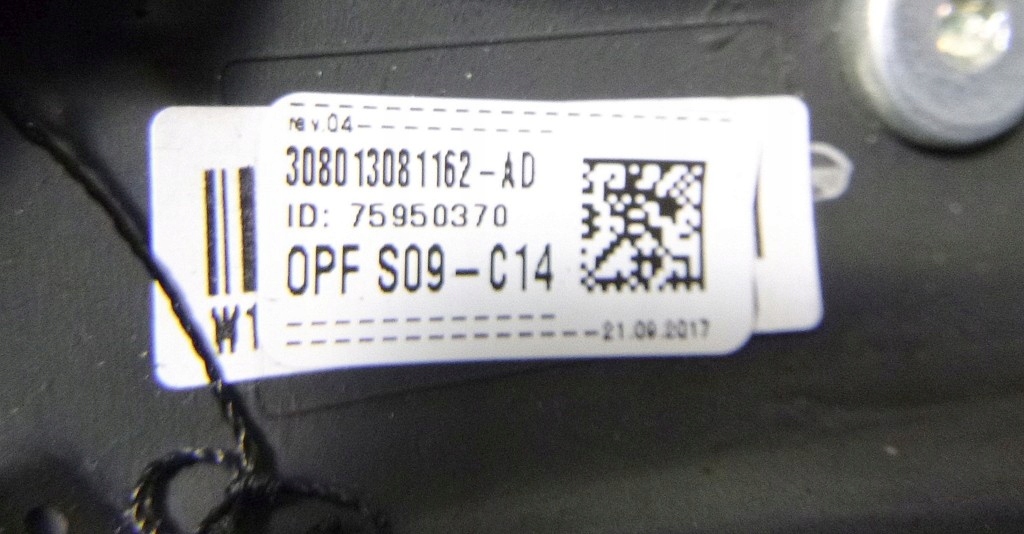 rev.04
308013081162-AD
ID: 75950370
OPF S09-C14
21.09.2017
W1